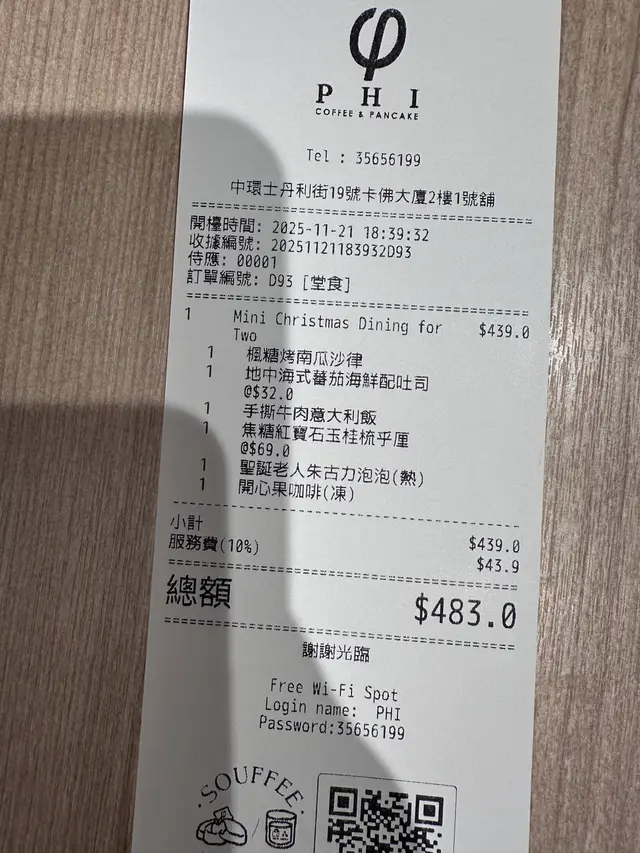 PHI
COFFEE & PANCAKE
Tel : 35656199
中環士丹利街19號卡佛大廈2樓1號舖
開檯時間: 2025-11-21 18:39:32
收據編號: 20251121183932D93
侍應: 00001
訂單編號: D93 [堂食]
1 Mini Christmas Dining for $439.0
Two
1 楓糖烤南瓜沙律
1 地中海式蕃茄海鮮配吐司
@$32.0
1 手撕牛肉意大利飯
1 焦糖紅寶石玉桂梳乎厘
@$69.0
1 聖誕老人朱古力泡泡(熱)
1 開心果咖啡(凍)
小計 $439.0
服務費(10%) $43.9
總額 $483.0
謝謝光臨
Free Wi-Fi Spot
Login name: PHI
Password:35656199
·SOUFFEE·